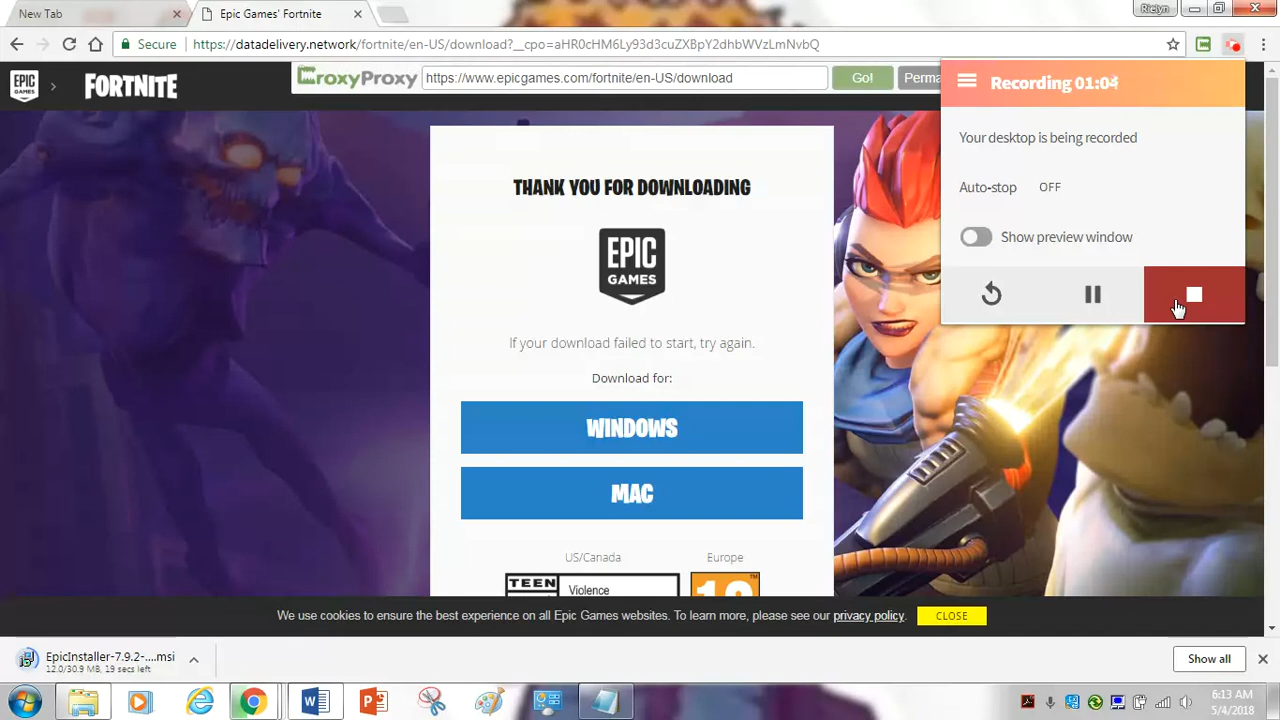 New Tab
Epic Games' Fortnite
Rielyn
Secure
https://datadelivery.network/fortnite/en-US/download?__cpo=aHR0cHM6Ly93d3cuZXBpY2dhbWVzLmNvbQ
EPIC
GAMES
FORTNITE
CroxyProxy
https://www.epicgames.com/fortnite/en-US/download
Go!
Perma
Recording 01:04
Your desktop is being recorded
Auto-stop OFF
Show preview window
THANK YOU FOR DOWNLOADING
EPIC
GAMES
If your download failed to start, try again.
Download for:
WINDOWS
MAC
US/Canada
Europe
TEEN
Violence
We use cookies to ensure the best experience on all Epic Games websites. To learn more, please see our privacy policy.
CLOSE
EpicInstaller-7.9.2-....msi
12.0/30.9 MB, 19 secs left
Show all
6:13 AM
5/4/2018